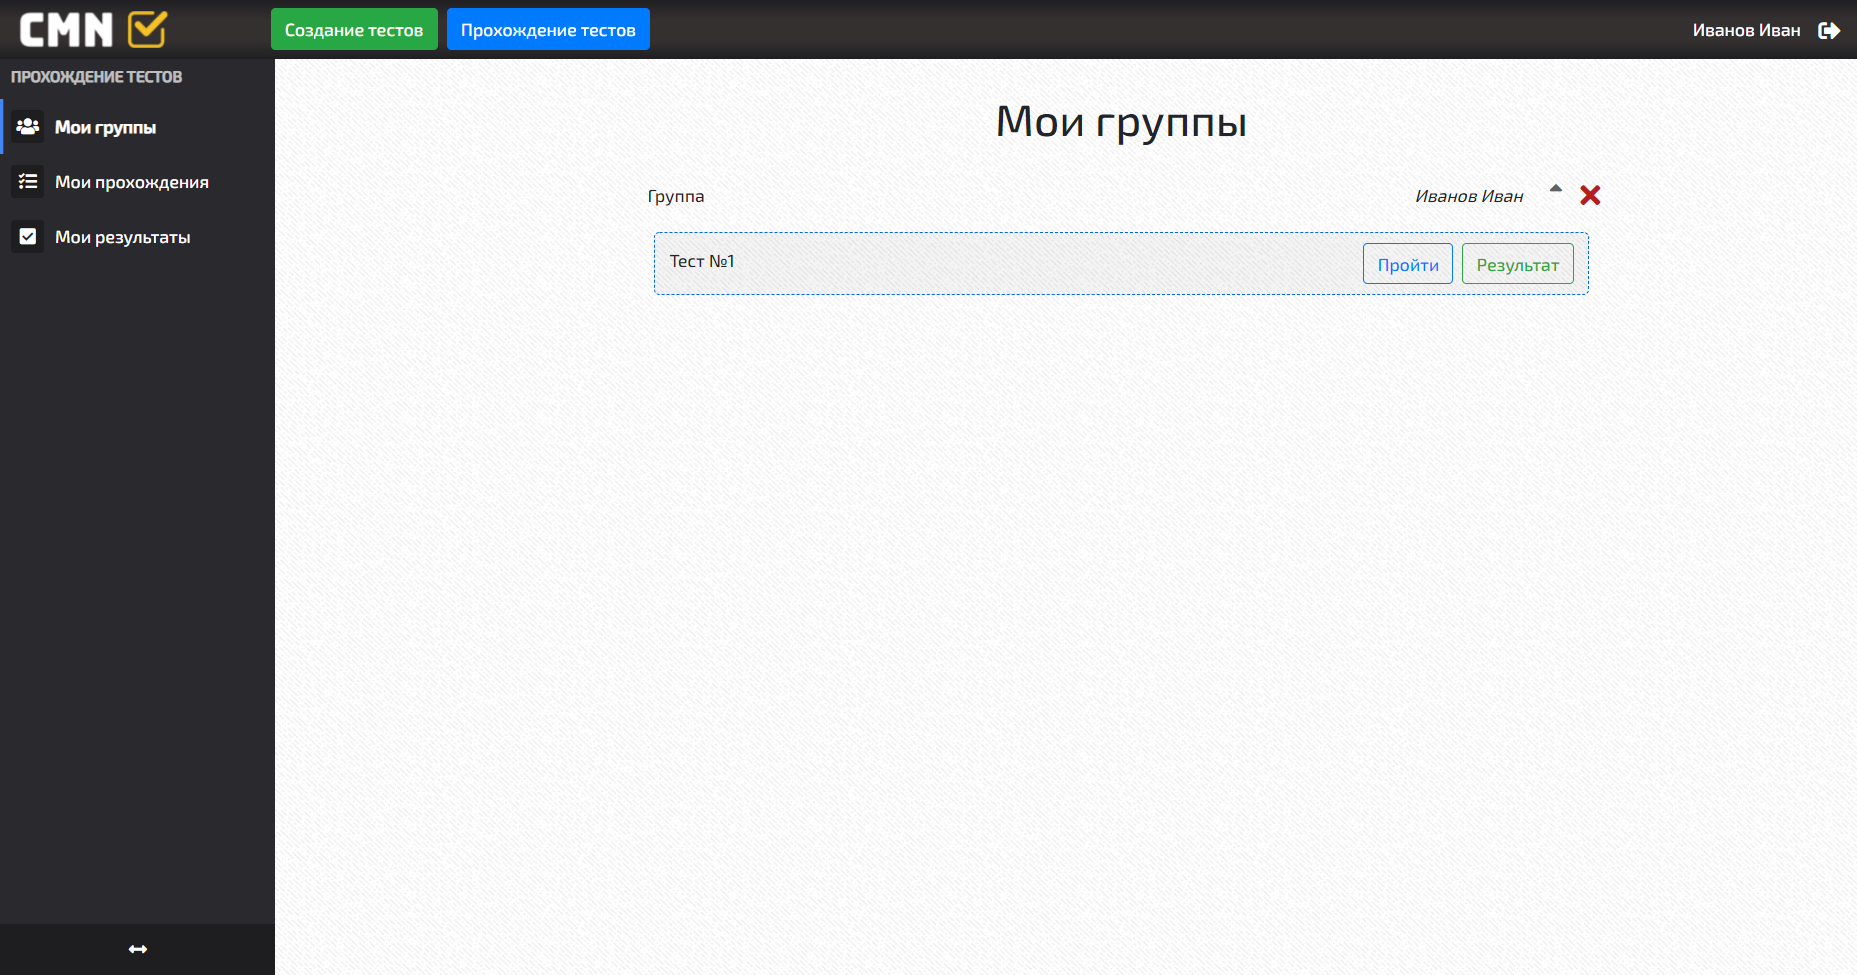 CMN
Создание тестов
Прохождение тестов
Иванов Иван
ПРОХОЖДЕНИЕ ТЕСТОВ
Мои группы
Мои прохождения
Мои результаты
Мои группы
Группа
Иванов Иван
Тест №1
Пройти
Результат